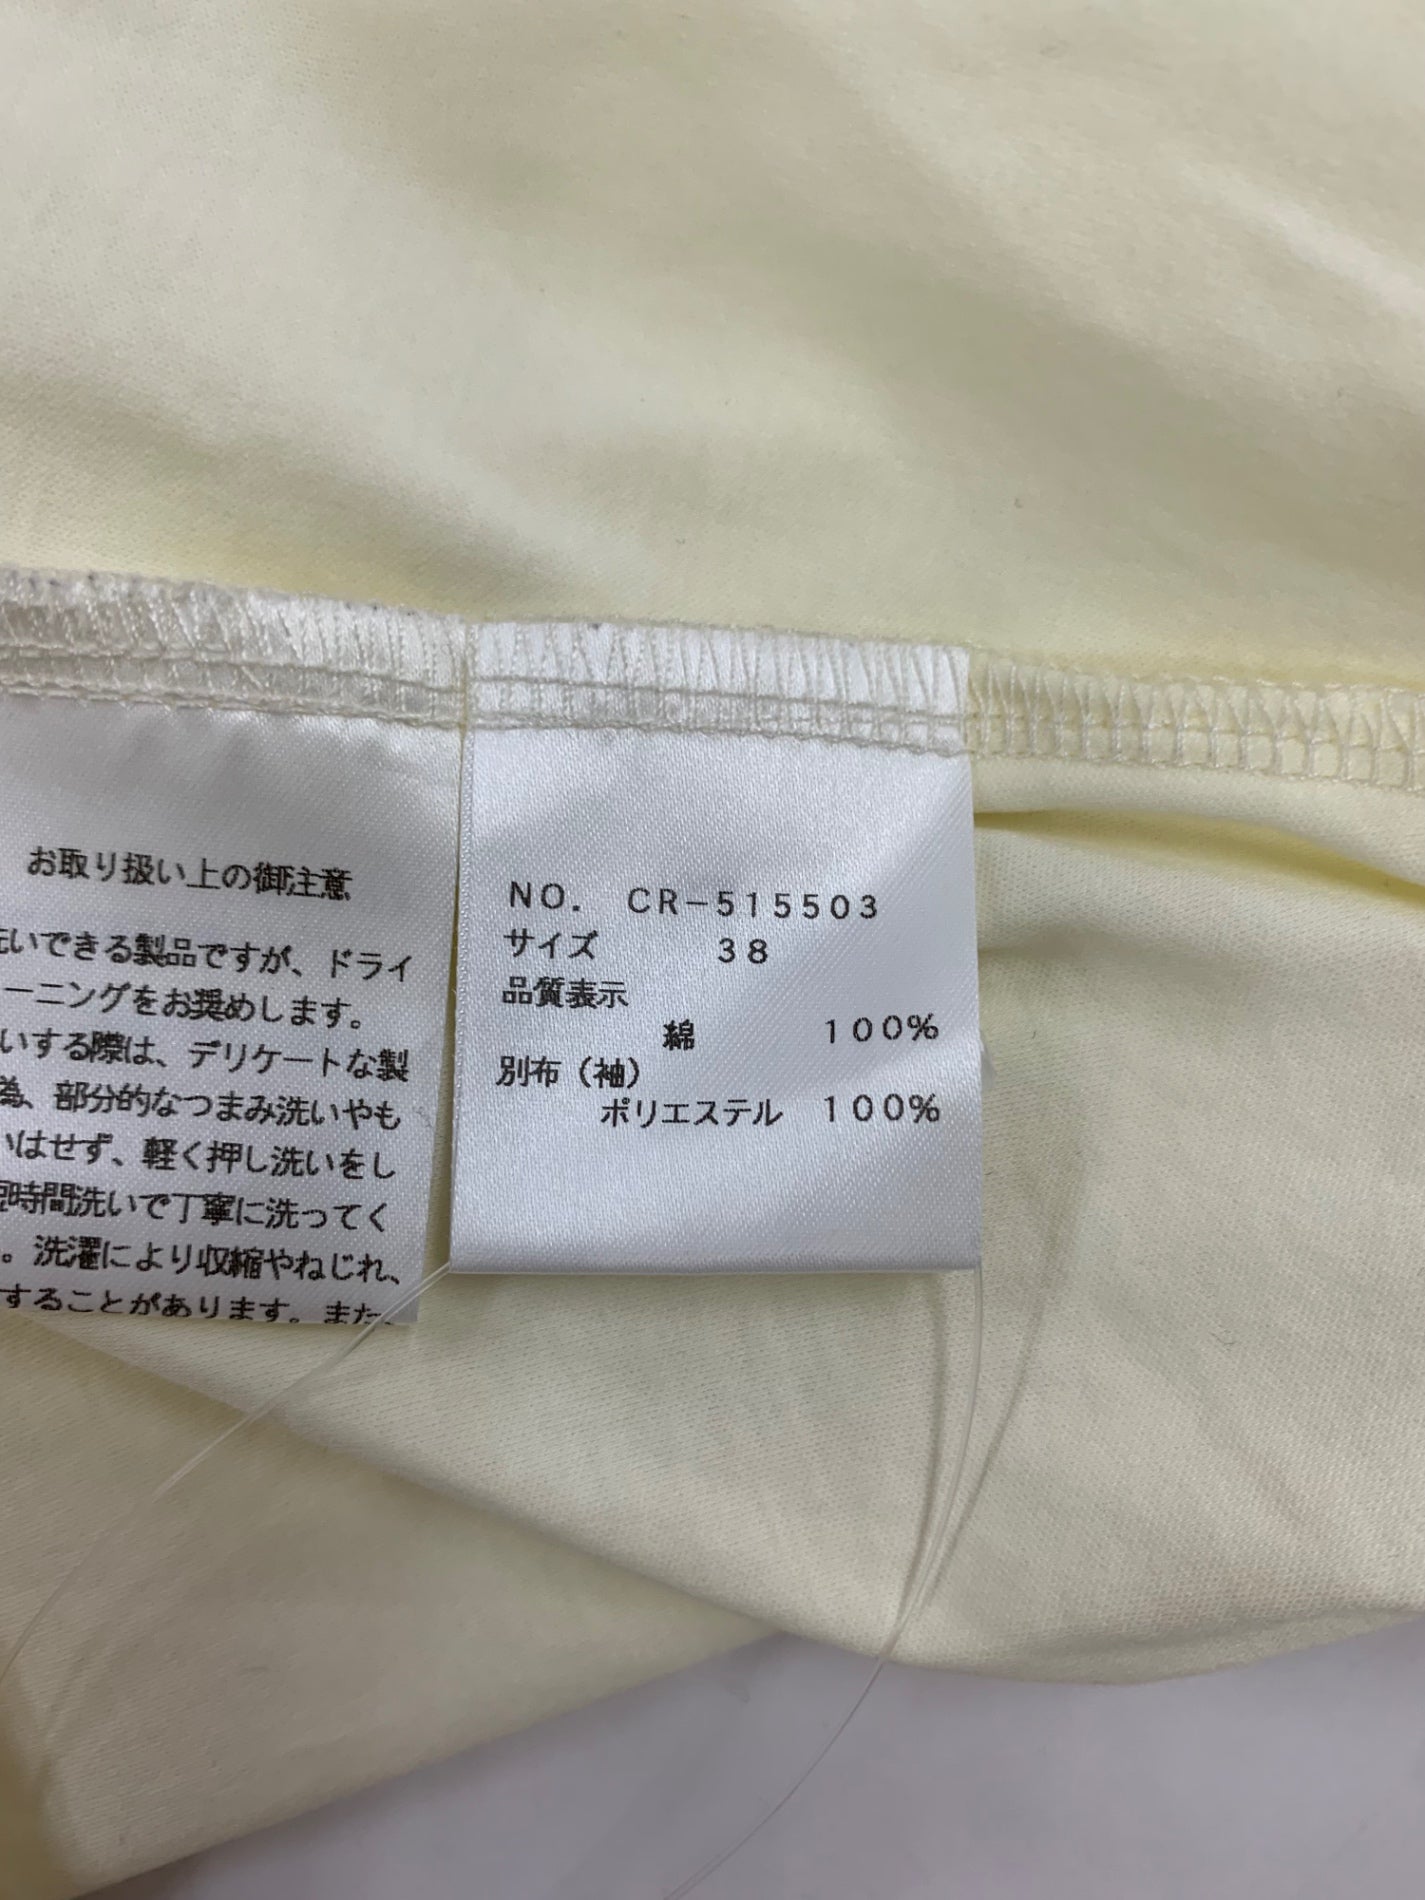 お取り扱い上の御注意
洗いできる製品ですが、ドライ
ーニングをお奨めします。
いする際は、デリケートな製
為、部分的なつまみ洗いやも
いはせず、軽く押し洗いをし
短時間洗いで丁寧に洗ってく
。洗濯により収縮やねじれ、
することがあります。また、
NO. CR-515503
サイズ 38
品質表示
綿 100%
別布（袖）
ポリエステル 100%